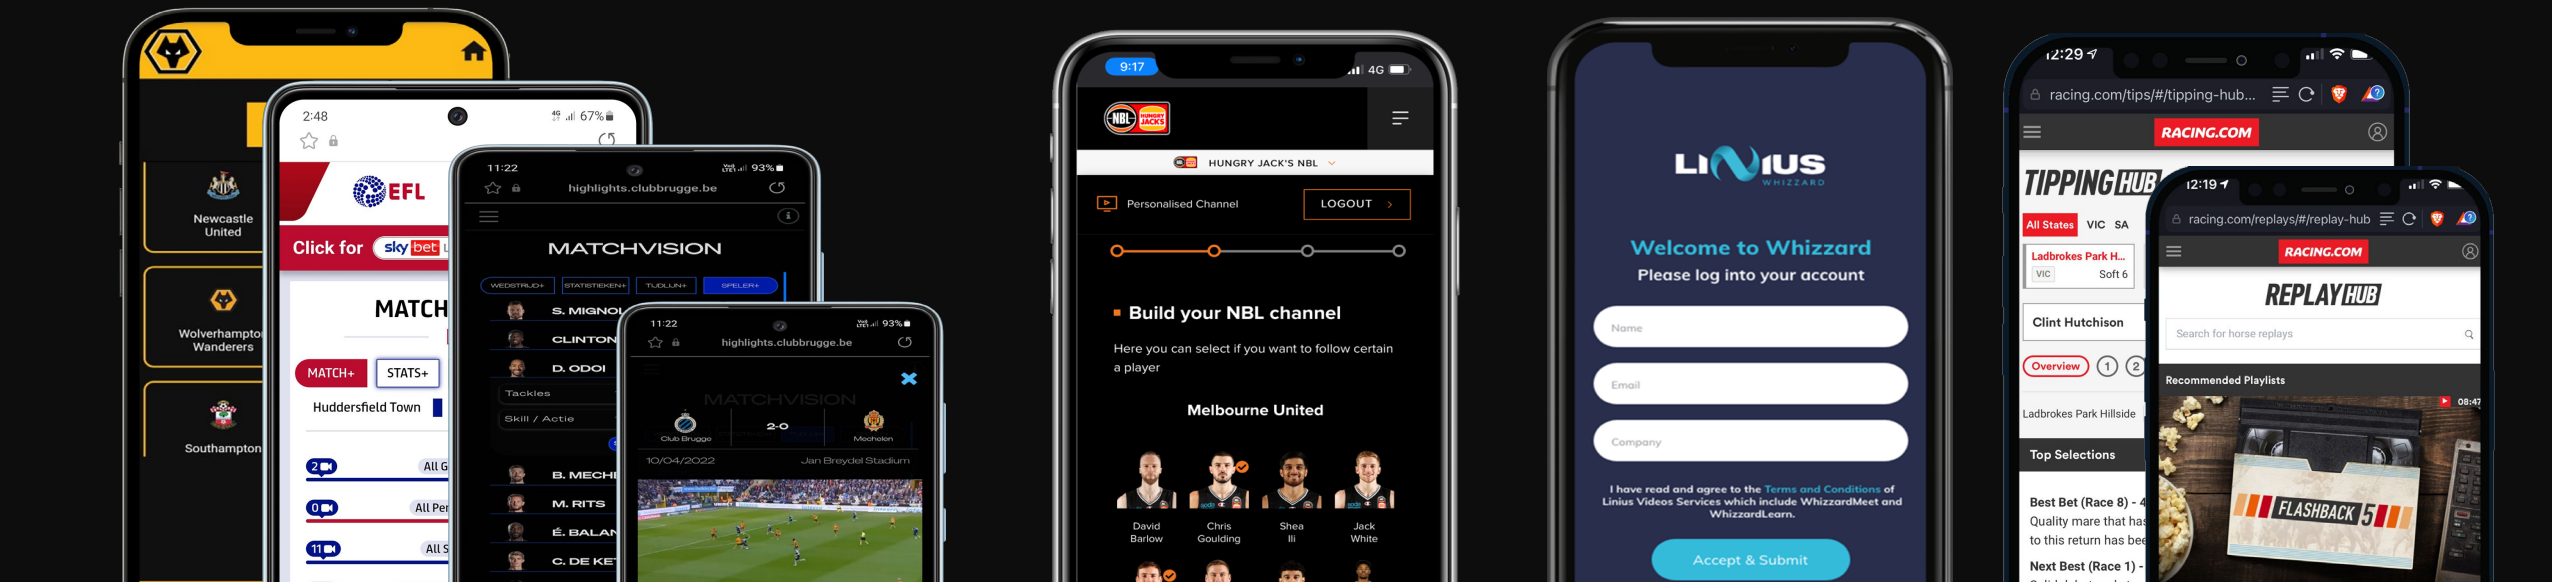 Newcastle
United
Wolverhampto
Wanderers
Southampton
2:48
4G 67%
EFL
Click for sky bet
MATCH
MATCH+ STATS+
Huddersfield Town
2 All G
0 All Per
11 All S
11:22
93%
highlights.clubbrugge.be
MATCHVISION
WEDSTRIJD+ STATISTIEKEN+ TIJDLIJN+ SPELER+
S. MIGNOL
CLINTON
D. ODOI
Tackles
Skill / Actie
B. MECHE
M. RITS
É. BALAN
C. DE KE
11:22
93%
highlights.clubbrugge.be
MATCHVISION
2-0
Club Brugge Mechelen
10/04/2022 Jan Breydel Stadium
9:17
4G
NBL HUNGRY JACK'S
HUNGRY JACK'S NBL
Personalised Channel
LOGOUT
Build your NBL channel
Here you can select if you want to follow certain
a player
Melbourne United
David
Barlow
Chris
Goulding
Shea
Ili
Jack
White
LINIUS
WHIZZARD
Welcome to Whizzard
Please log into your account
Name
Email
Company
I have read and agree to the Terms and Conditions of
Linius Videos Services which include WhizzardMeet and
WhizzardLearn.
Accept & Submit
12:29
racing.com/tips/#/tipping-hub...
RACING.COM
TIPPING HUB
All States VIC SA
Ladbrokes Park H...
VIC Soft 6
Clint Hutchison
Overview 1 2
Ladbrokes Park Hillside
Top Selections
Best Bet (Race 8) - 4
Quality mare that has
to this return has bee
Next Best (Race 1) -
12:19
racing.com/replays/#/replay-hub
RACING.COM
REPLAY HUB
Search for horse replays
Recommended Playlists
08:47
FLASHBACK 5